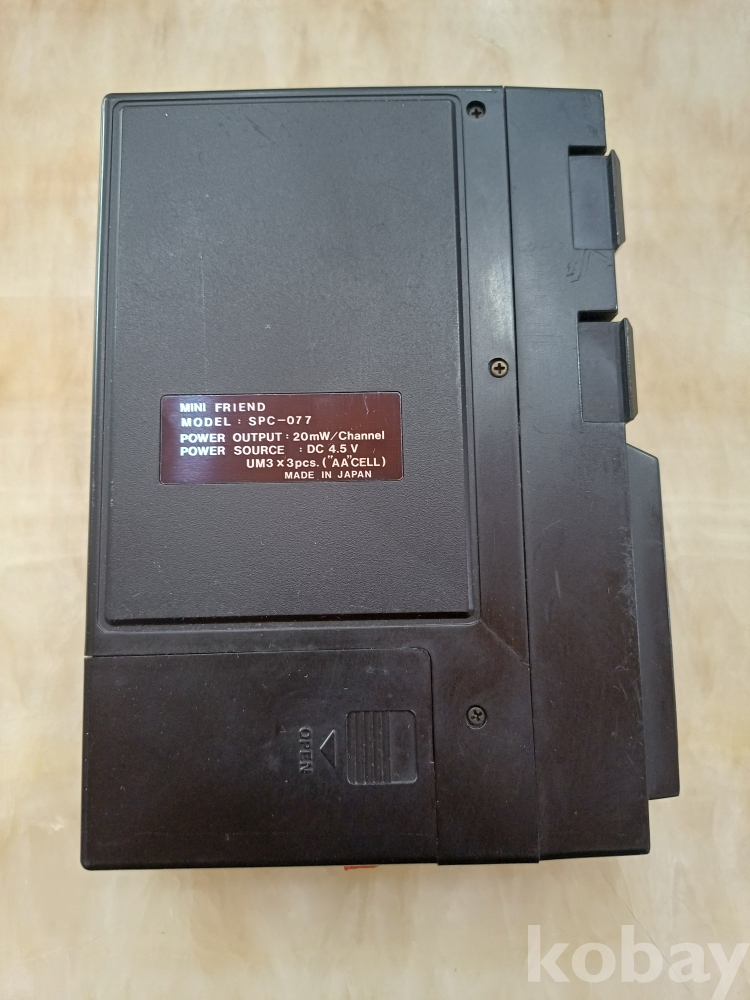 MINI FRIEND
MODEL : SPC-077
POWER OUTPUT : 20mW/Channel
POWER SOURCE : DC 4.5 V
UM3 x 3pcs. ("AA"CELL)
MADE IN JAPAN
OPEN
kobay